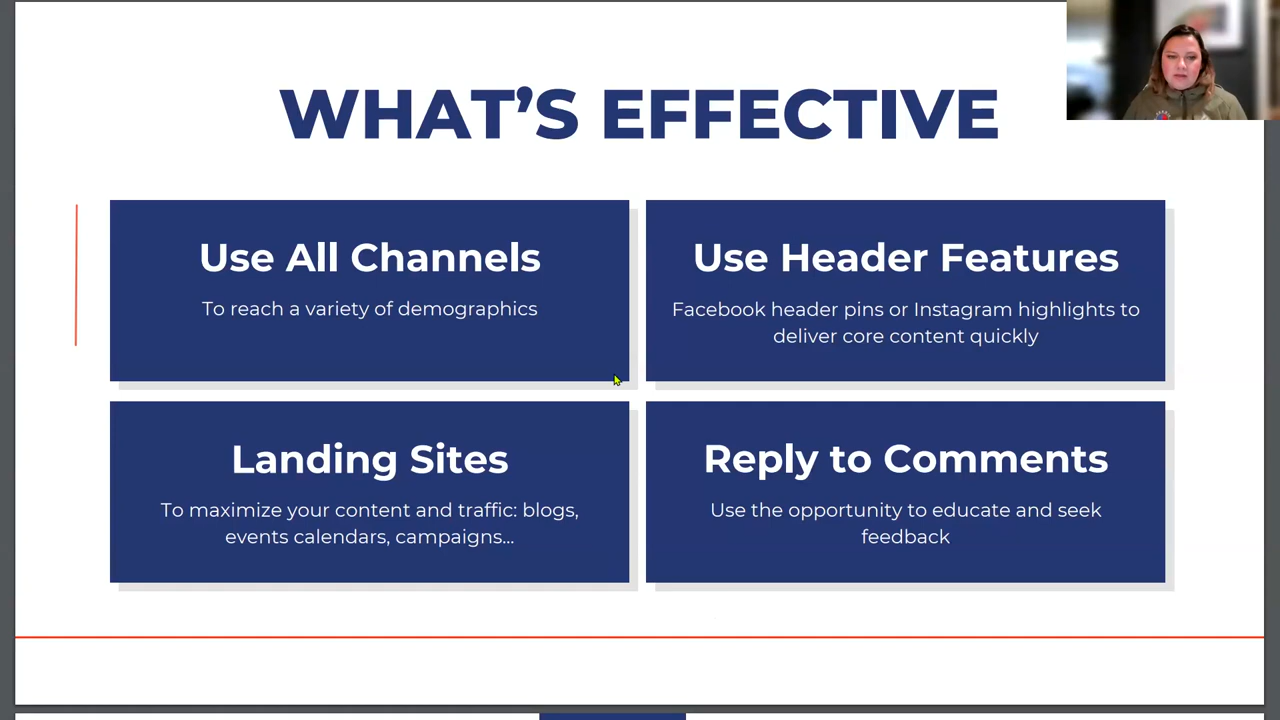 WHAT'S EFFECTIVE
Use All Channels
To reach a variety of demographics
Use Header Features
Facebook header pins or Instagram highlights to
deliver core content quickly
Landing Sites
To maximize your content and traffic: blogs,
events calendars, campaigns...
Reply to Comments
Use the opportunity to educate and seek
feedback